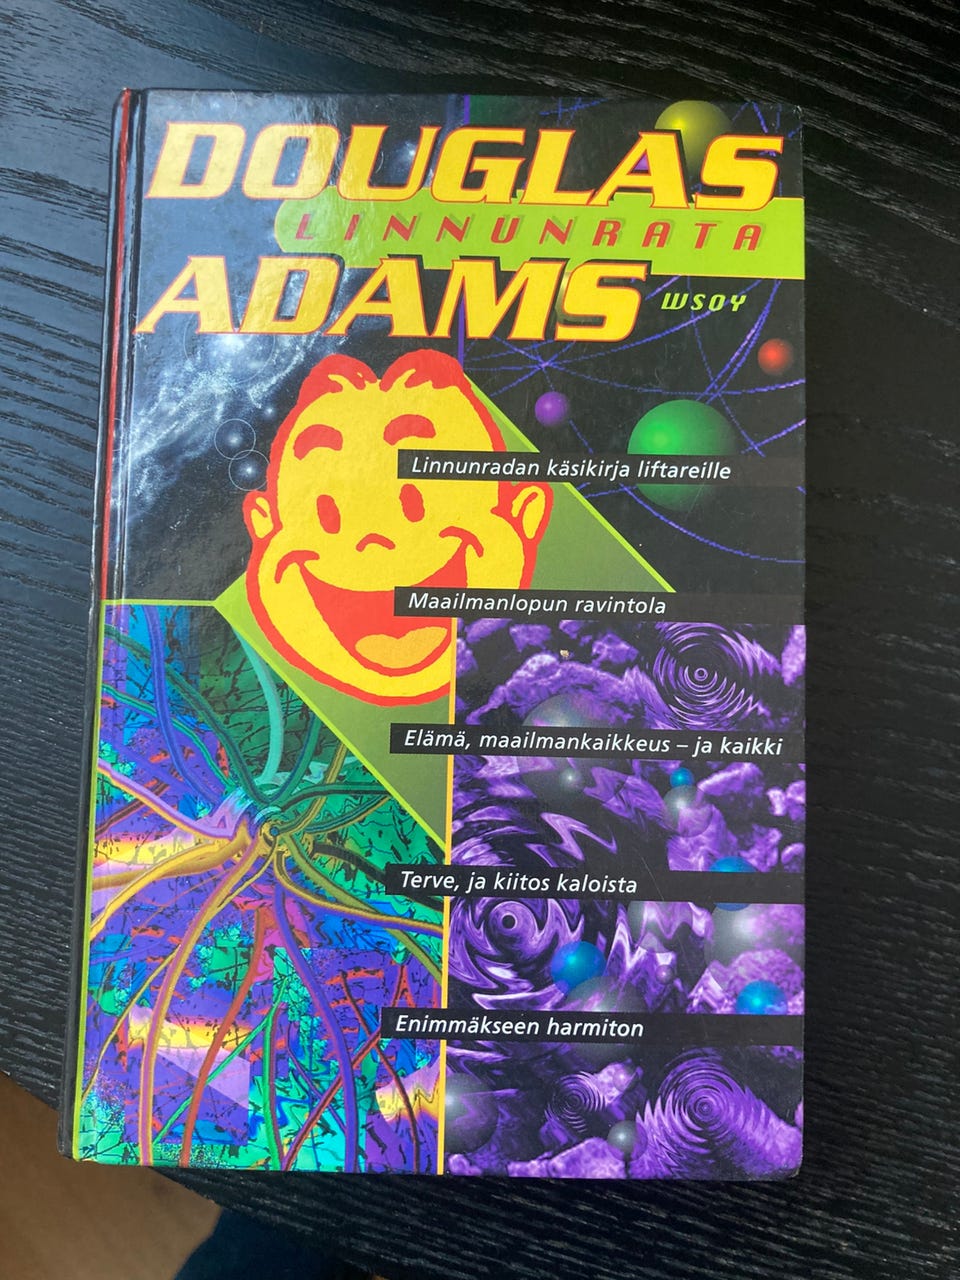 DOUGLAS
LINNUNRATA
ADAMS
WSOY
Linnunradan käsikirja liftareille
Maailmanlopun ravintola
Elämä, maailmankaikkeus – ja kaikki
Terve, ja kiitos kaloista
Enimmäkseen harmiton